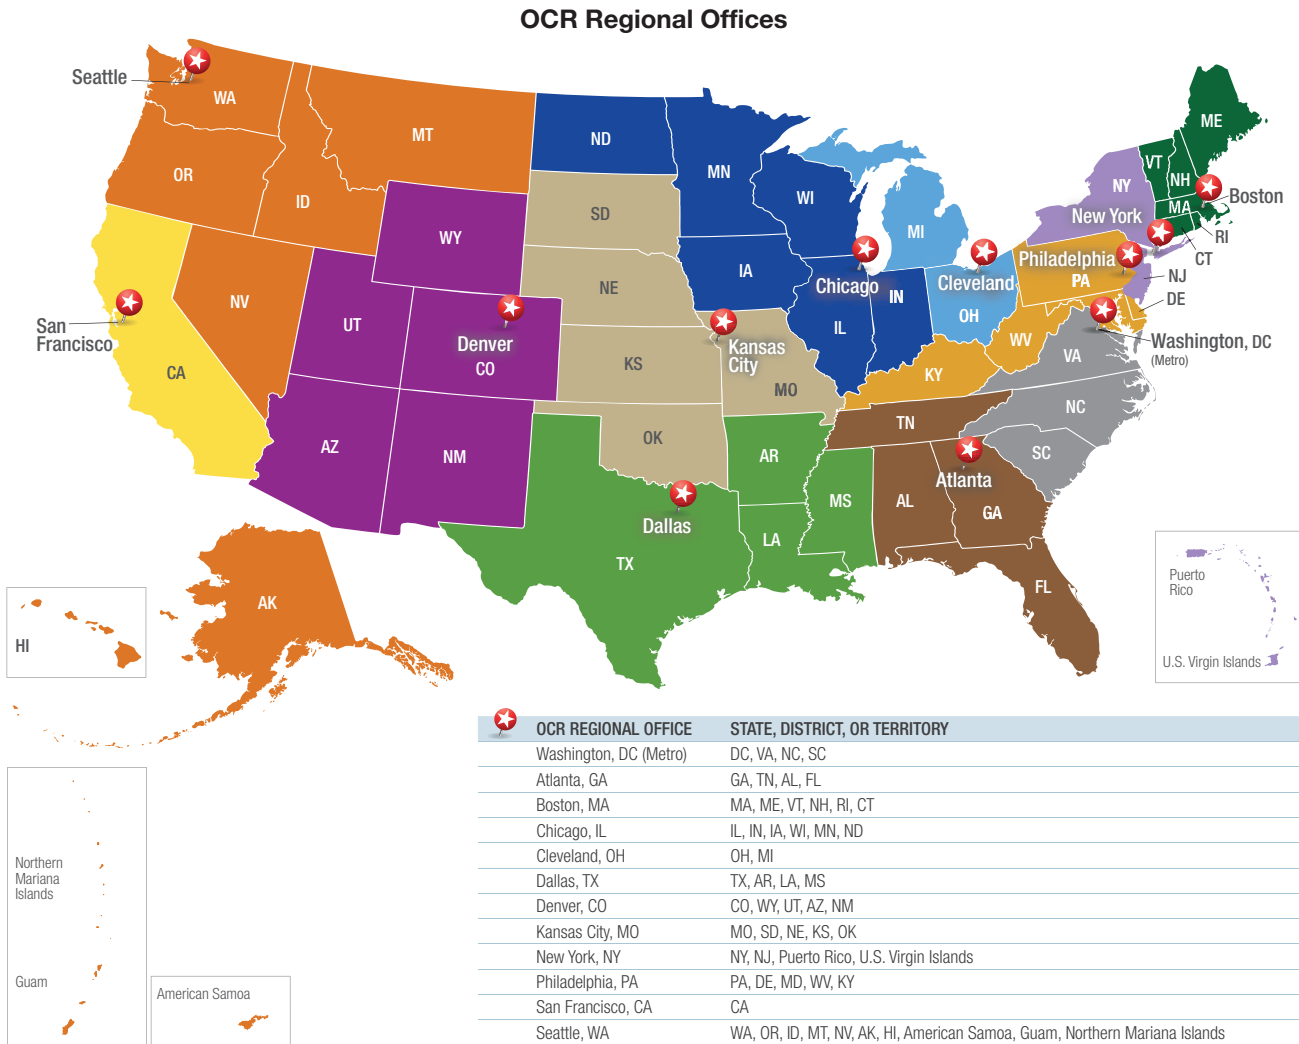 OCR Regional Offices
Seattle
WA
MT
ND
MN
ME
OR
ID
SD
WI
MI
NY
VT
NH
MA
Boston
New York
RI
CT
WY
NE
IA
Chicago
IN
Cleveland
OH
Philadelphia
PA
NJ
DE
San
Francisco
NV
UT
Denver
CO
KS
Kansas
City
MO
IL
WV
KY
VA
Washington, DC
(Metro)
CA
AZ
NM
OK
AR
TN
NC
SC
Atlanta
Dallas
TX
LA
MS
AL
GA
FL
AK
HI
Puerto
Rico
U.S. Virgin Islands
Northern
Mariana
Islands
Guam
American Samoa
OCR REGIONAL OFFICE STATE, DISTRICT, OR TERRITORY
Washington, DC (Metro) DC, VA, NC, SC
Atlanta, GA GA, TN, AL, FL
Boston, MA MA, ME, VT, NH, RI, CT
Chicago, IL IL, IN, IA, WI, MN, ND
Cleveland, OH OH, MI
Dallas, TX TX, AR, LA, MS
Denver, CO CO, WY, UT, AZ, NM
Kansas City, MO MO, SD, NE, KS, OK
New York, NY NY, NJ, Puerto Rico, U.S. Virgin Islands
Philadelphia, PA PA, DE, MD, WV, KY
San Francisco, CA CA
Seattle, WA WA, OR, ID, MT, NV, AK, HI, American Samoa, Guam, Northern Mariana Islands